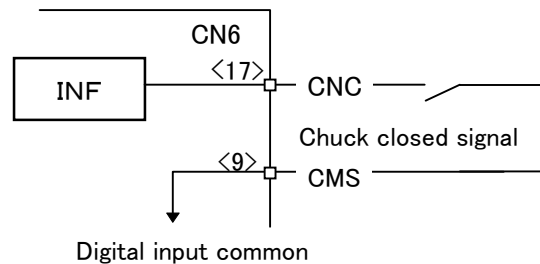 CN6
<17>
INF
CNC
Chuck closed signal
<9>
CMS
Digital input common